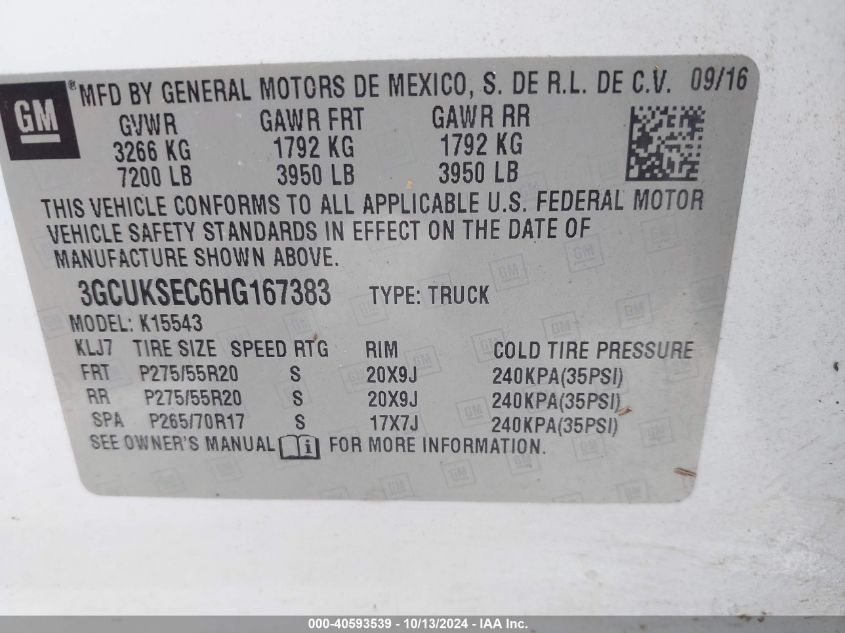 GM ® MFD BY GENERAL MOTORS DE MEXICO, S. DE R.L. DE C.V. 09/16
GVWR GAWR FRT GAWR RR
3266 KG 1792 KG 1792 KG
7200 LB 3950 LB 3950 LB
THIS VEHICLE CONFORMS TO ALL APPLICABLE U.S. FEDERAL MOTOR
VEHICLE SAFETY STANDARDS IN EFFECT ON THE DATE OF
MANUFACTURE SHOWN ABOVE.
3GCUKSEC6HG167383 TYPE: TRUCK
MODEL: K15543
KLJ7 TIRE SIZE SPEED RTG RIM COLD TIRE PRESSURE
FRT P275/55R20 S 20X9J 240KPA(35PSI)
RR P275/55R20 S 20X9J 240KPA(35PSI)
SPA P265/70R17 S 17X7J 240KPA(35PSI)
SEE OWNER'S MANUAL i FOR MORE INFORMATION.
000-40593539 - 10/13/2024 - IAA Inc.